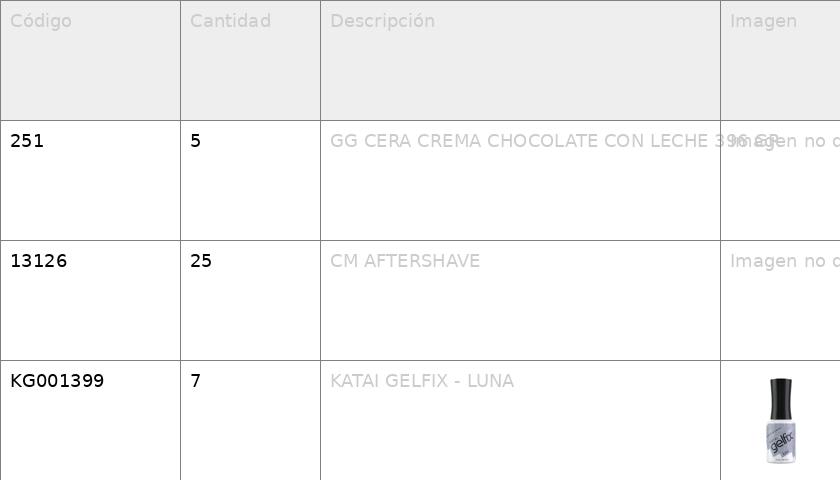 Código Cantidad Descripción Imagen
251 5 GG CERA CREMA CHOCOLATE CON LECHE 396 GR Imagen no
13126 25 CM AFTERSHAVE Imagen no
KG001399 7 KATAI GELFIX - LUNA
gelfix